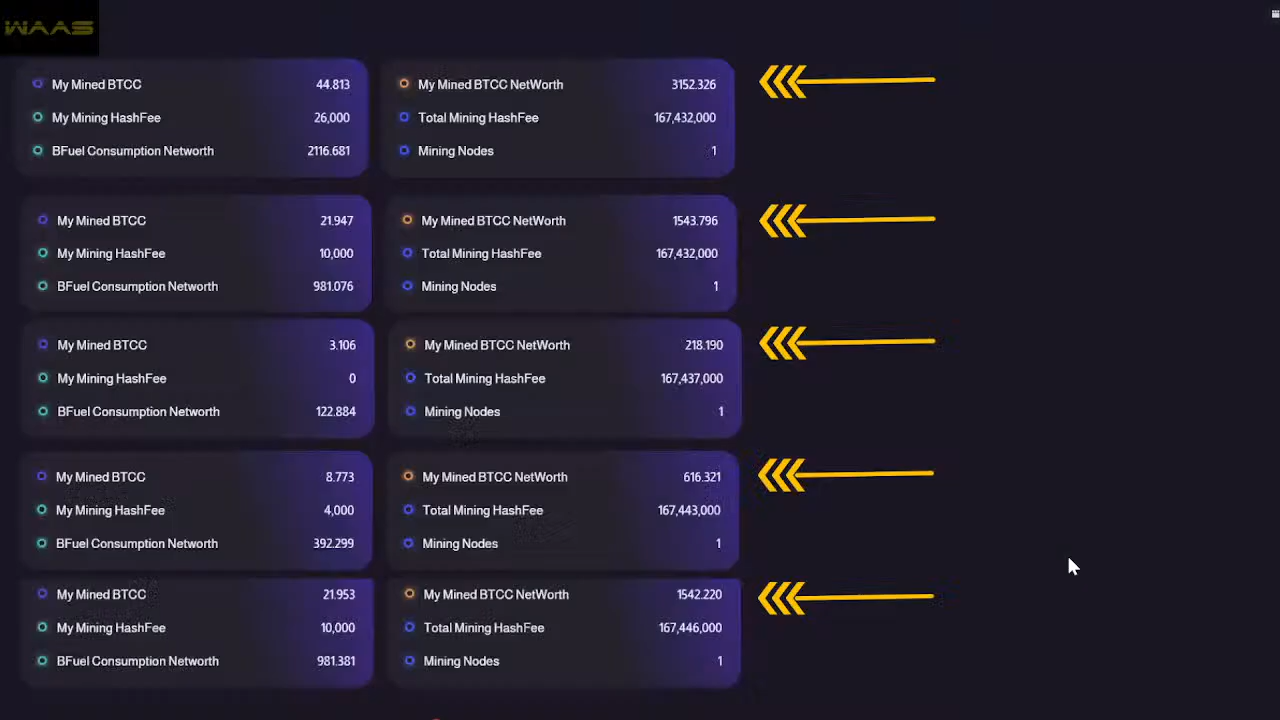 WAAS
My Mined BTCC 44.813 My Mined BTCC NetWorth 3152.326
My Mining HashFee 26,000 Total Mining HashFee 167,432,000
BFuel Consumption Networth 2116.681 Mining Nodes 1
My Mined BTCC 21.947 My Mined BTCC NetWorth 1543.796
My Mining HashFee 10,000 Total Mining HashFee 167,432,000
BFuel Consumption Networth 981.076 Mining Nodes 1
My Mined BTCC 3.106 My Mined BTCC NetWorth 218.190
My Mining HashFee 0 Total Mining HashFee 167,437,000
BFuel Consumption Networth 122.884 Mining Nodes 1
My Mined BTCC 8.773 My Mined BTCC NetWorth 616.321
My Mining HashFee 4,000 Total Mining HashFee 167,443,000
BFuel Consumption Networth 392.299 Mining Nodes 1
My Mined BTCC 21.953 My Mined BTCC NetWorth 1542.220
My Mining HashFee 10,000 Total Mining HashFee 167,446,000
BFuel Consumption Networth 981.381 Mining Nodes 1